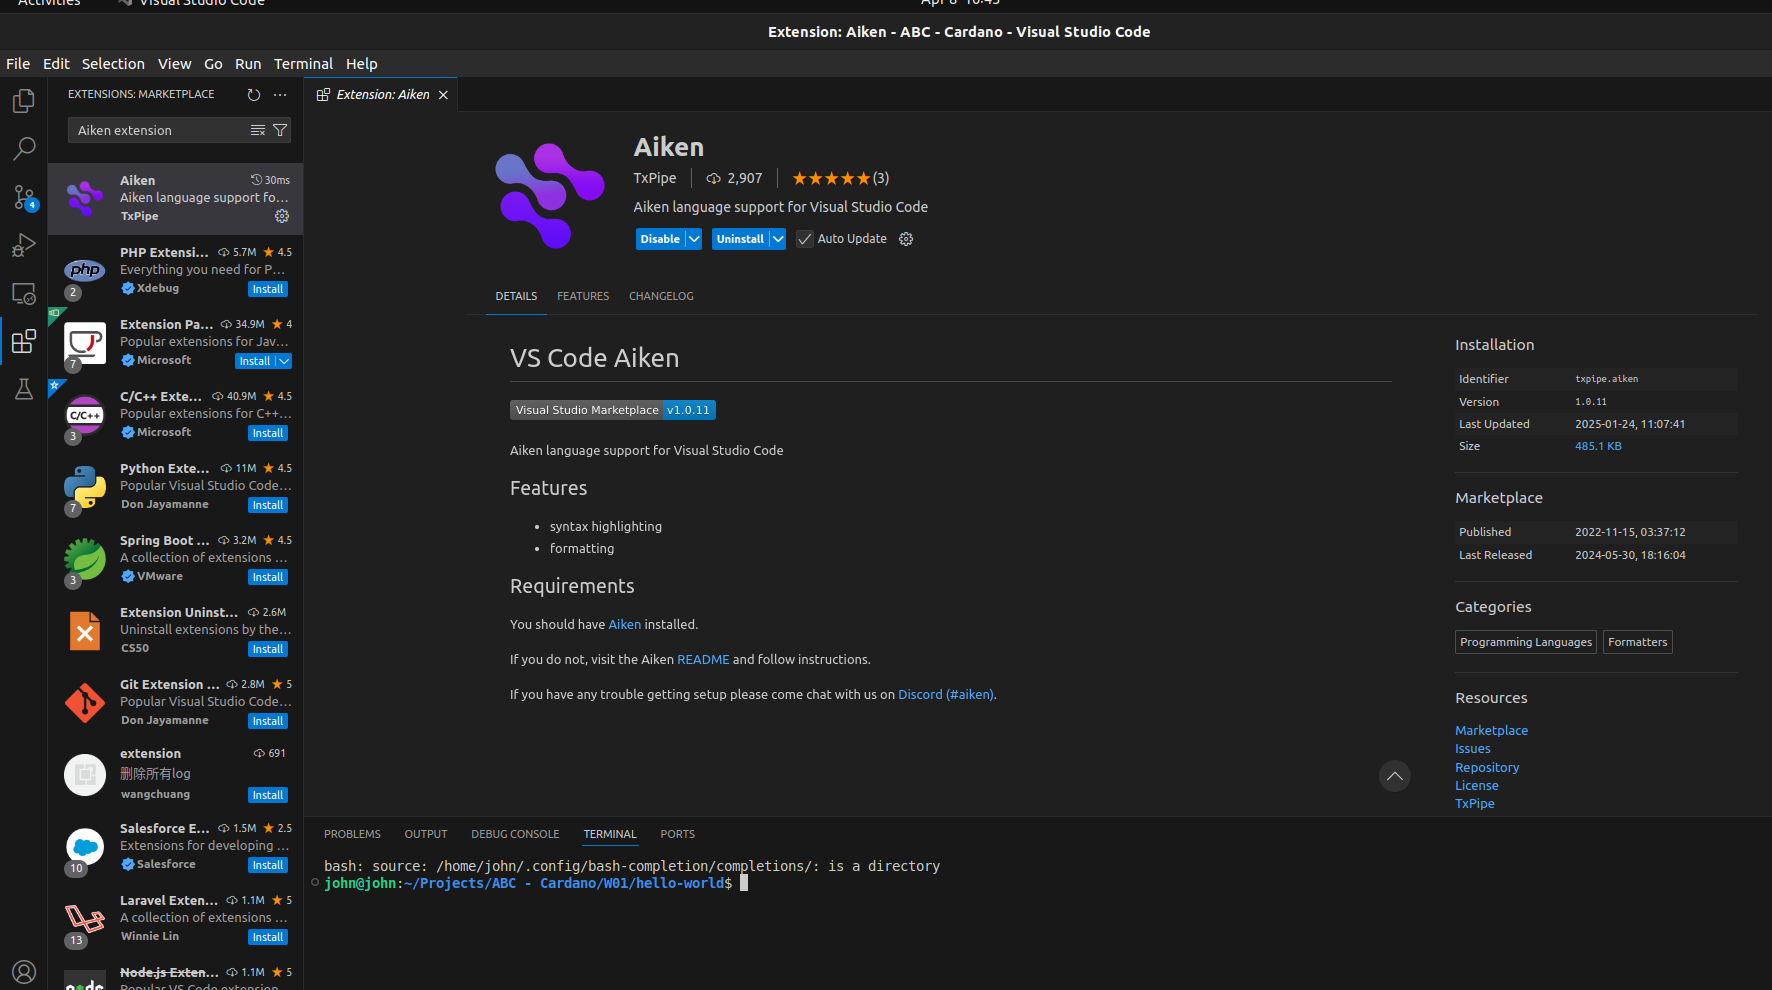 Activities
Visual Studio Code
Apr 8 10:45
Extension: Aiken - ABC - Cardano - Visual Studio Code
File Edit Selection View Go Run Terminal Help
EXTENSIONS: MARKETPLACE
Aiken extension
4
Aiken 30ms
Aiken language support fo...
TxPipe
PHP Extensi... 5.7M 4.5
Everything you need for P...
Xdebug Install
php
2
Extension Pa... 34.9M 4
Popular extensions for Jav...
Microsoft Install
7
C/C++ Exte... 40.9M 4.5
Popular extensions for C++...
Microsoft Install
C/C++
3
Python Exte... 11M 4.5
Popular Visual Studio Code...
Don Jayamanne Install
7
Spring Boot ... 3.2M 4.5
A collection of extensions ...
VMware Install
3
Extension Uninst... 2.6M
Uninstall extensions by the...
CS50 Install
Git Extension ... 2.8M 5
Popular Visual Studio Code...
Don Jayamanne Install
extension 691
删除所有log
wangchuang Install
Salesforce E... 1.5M 2.5
Extensions for developing ...
Salesforce Install
10
Laravel Exten... 1.1M 5
A collection of extensions ...
Winnie Lin Install
13
Node.js Exten... 1.1M 5
Popular VS Code extension
node
Extension: Aiken
Aiken
TxPipe 2,907 (3)
Aiken language support for Visual Studio Code
Disable Uninstall Auto Update
DETAILS FEATURES CHANGELOG
VS Code Aiken
Visual Studio Marketplace v1.0.11
Aiken language support for Visual Studio Code
Features
• syntax highlighting
• formatting
Requirements
You should have Aiken installed.
If you do not, visit the Aiken README and follow instructions.
If you have any trouble getting setup please come chat with us on Discord (#aiken).
Installation
Identifier txpipe.aiken
Version 1.0.11
Last Updated 2025-01-24, 11:07:41
Size 485.1 KB
Marketplace
Published 2022-11-15, 03:37:12
Last Released 2024-05-30, 18:16:04
Categories
Programming Languages Formatters
Resources
Marketplace
Issues
Repository
License
TxPipe
PROBLEMS OUTPUT DEBUG CONSOLE TERMINAL PORTS
bash: source: /home/john/.config/bash-completion/completions/: is a directory
john@john:~/Projects/ABC - Cardano/W01/hello-world$